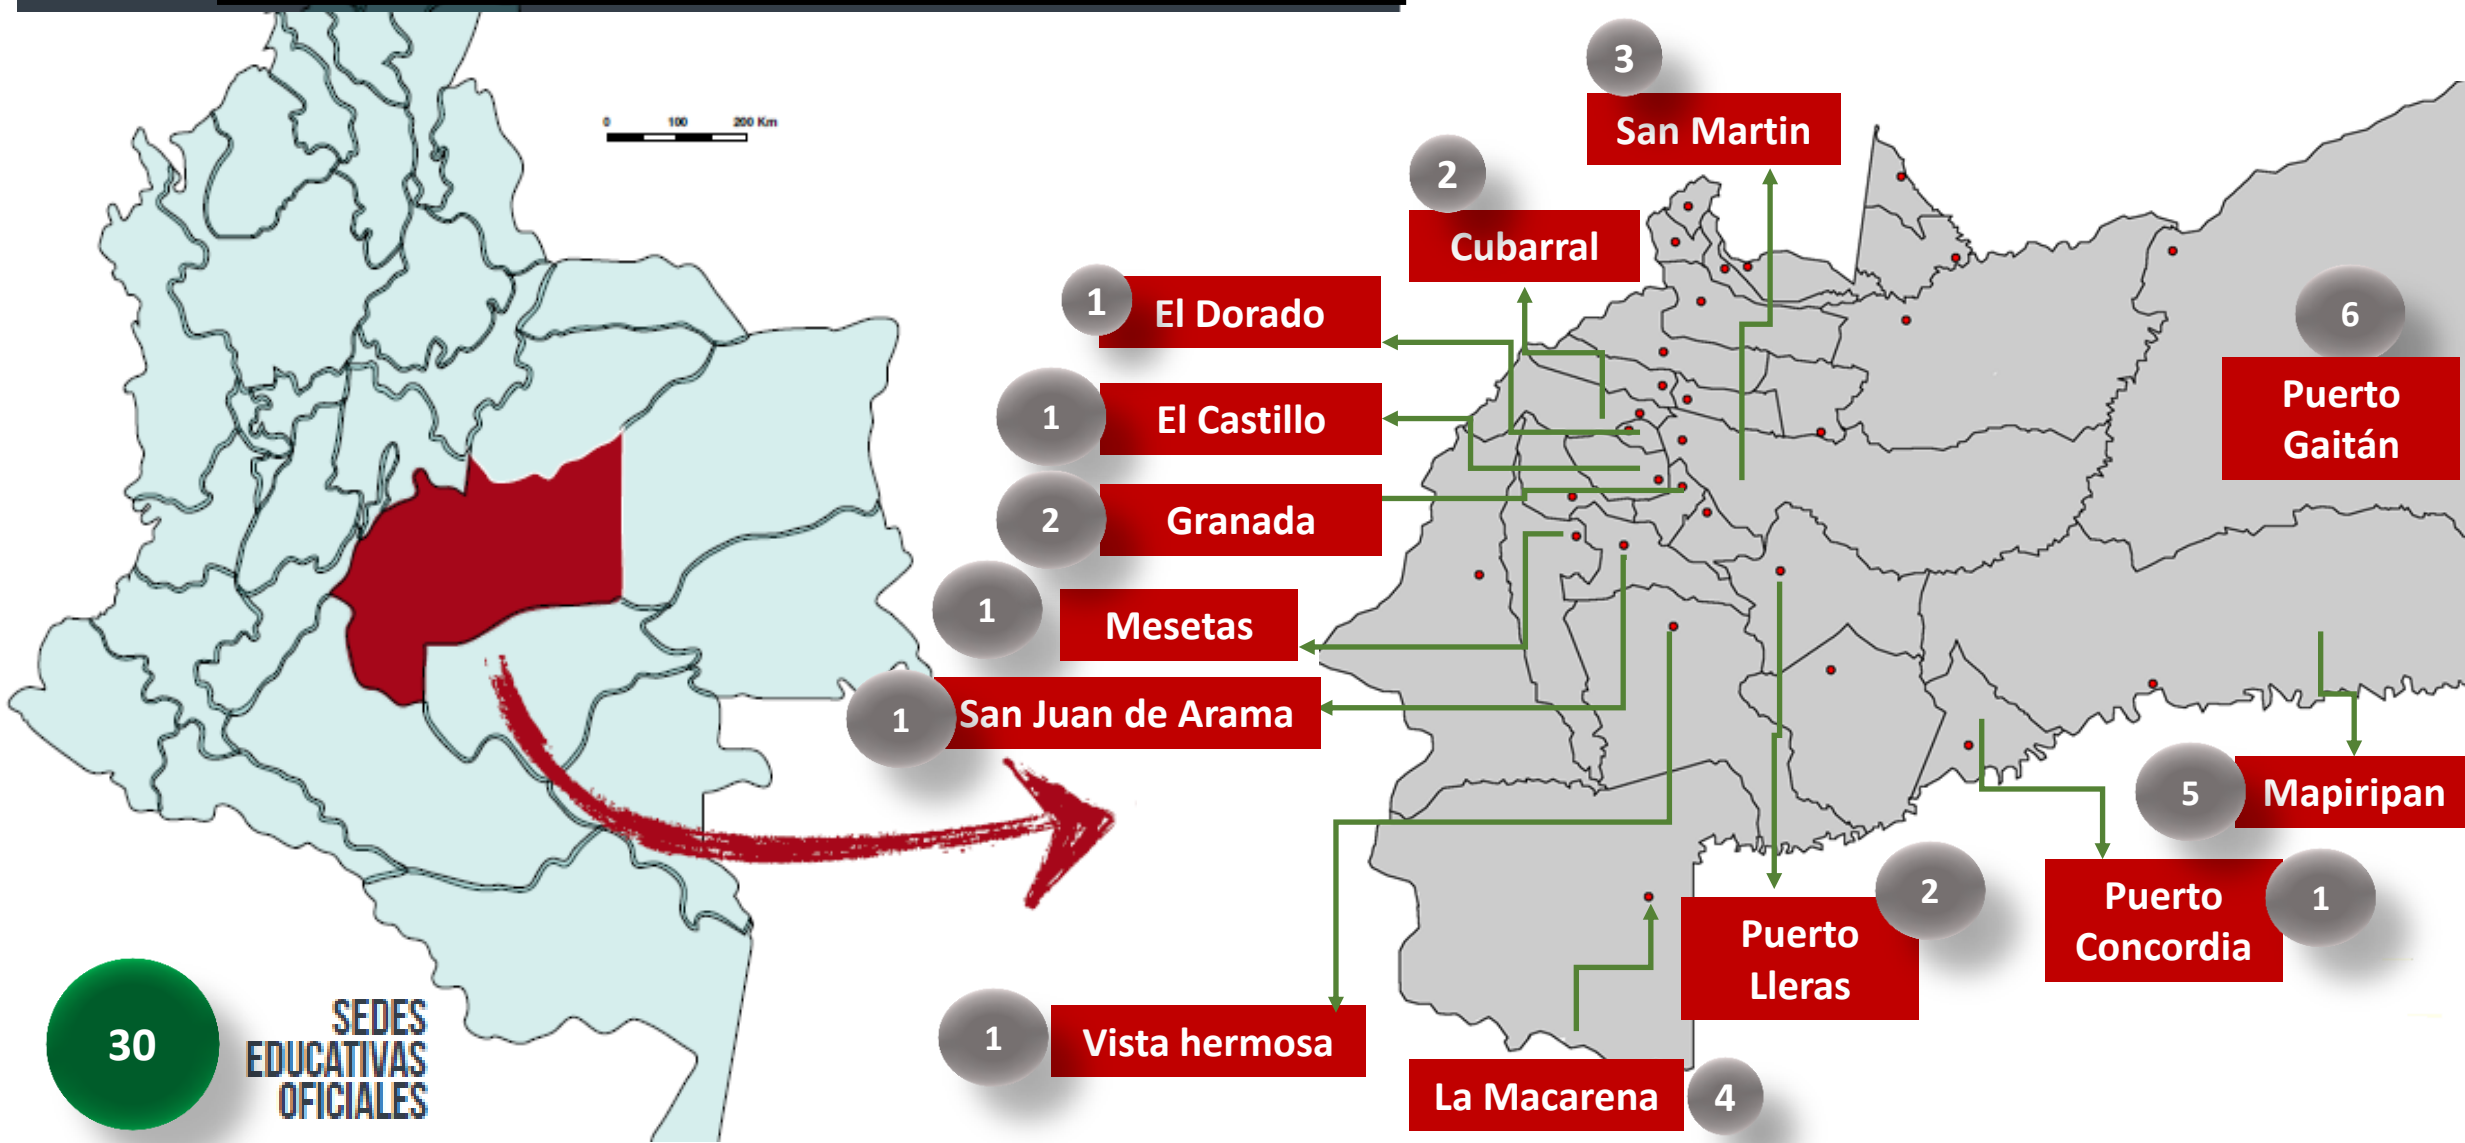 0 100 200 Km
3
San Martin
2
Cubarral
1
El Dorado
1
El Castillo
2
Granada
1
Mesetas
1
San Juan de Arama
6
Puerto
Gaitán
5
Mapiripan
Puerto
Concordia
1
2
Puerto
Lleras
1
Vista hermosa
La Macarena
4
30
SEDES
EDUCATIVAS
OFICIALES